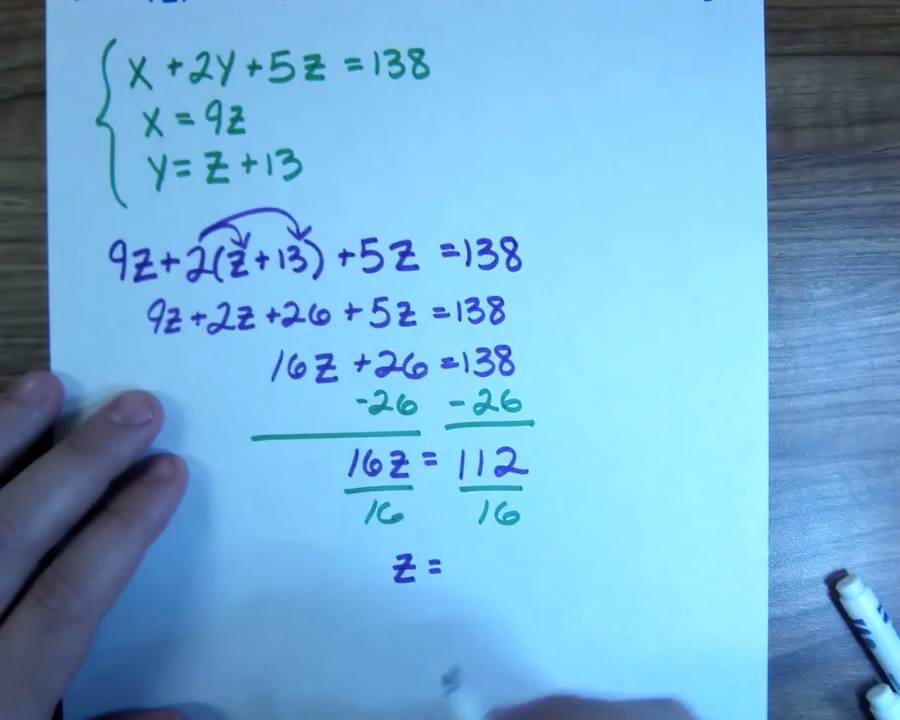 x + 2y + 5z = 138
x = 9z
y = z + 13
9z + 2(z + 13) + 5z = 138
9z + 2z + 26 + 5z = 138
16z + 26 = 138
-26 -26
16z = 112
16 16
z =